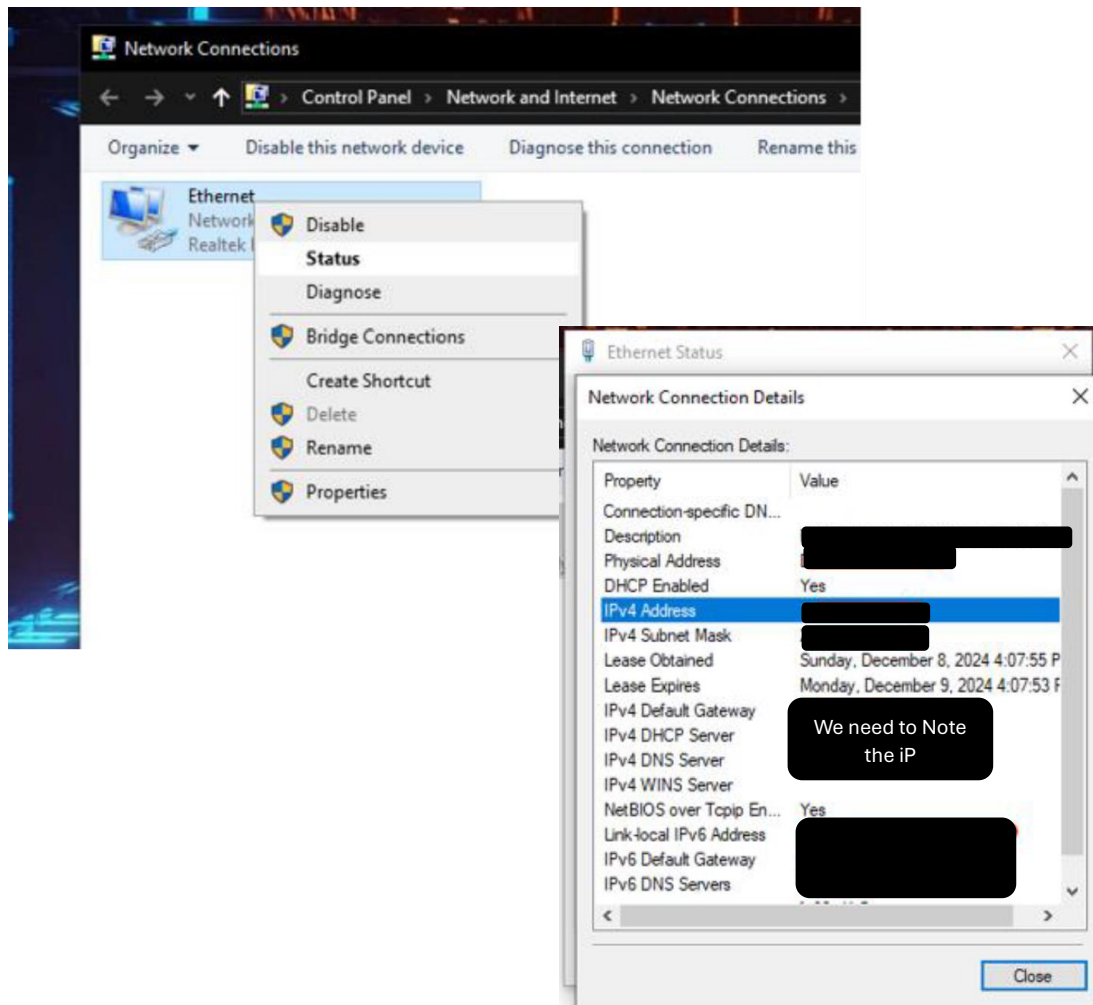 Network Connections
Control Panel > Network and Internet > Network Connections >
Organize Disable this network device Diagnose this connection Rename this
Ethernet
Network
Realtek
Disable
Status
Diagnose
Bridge Connections
Create Shortcut
Delete
Rename
Properties
Ethernet Status
Network Connection Details
Network Connection Details:
Property Value
Connection-specific DN...
Description
Physical Address
DHCP Enabled Yes
IPv4 Address
IPv4 Subnet Mask
Lease Obtained Sunday, December 8, 2024 4:07:55 P
Lease Expires Monday, December 9, 2024 4:07:53
IPv4 Default Gateway
IPv4 DHCP Server
IPv4 DNS Server
IPv4 WINS Server
We need to Note
the iP
NetBIOS over Tcpip En... Yes
Link-local IPv6 Address
IPv6 Default Gateway
IPv6 DNS Servers
Close